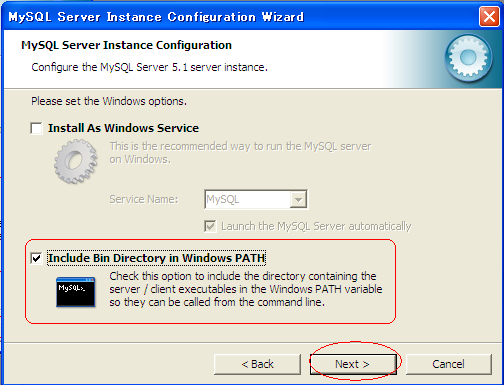 MySQL Server Instance Configuration Wizard
MySQL Server Instance Configuration
Configure the MySQL Server 5.1 server instance.
Please set the Windows options.
Install As Windows Service
This is the recommended way to run the MySQL server
on Windows.
Service Name:
MySQL
Launch the MySQL Server automatically
Include Bin Directory in Windows PATH
MySQL>_
Check this option to include the directory containing the
server / client executables in the Windows PATH variable
so they can be called from the command line.
< Back
Next >
Cancel